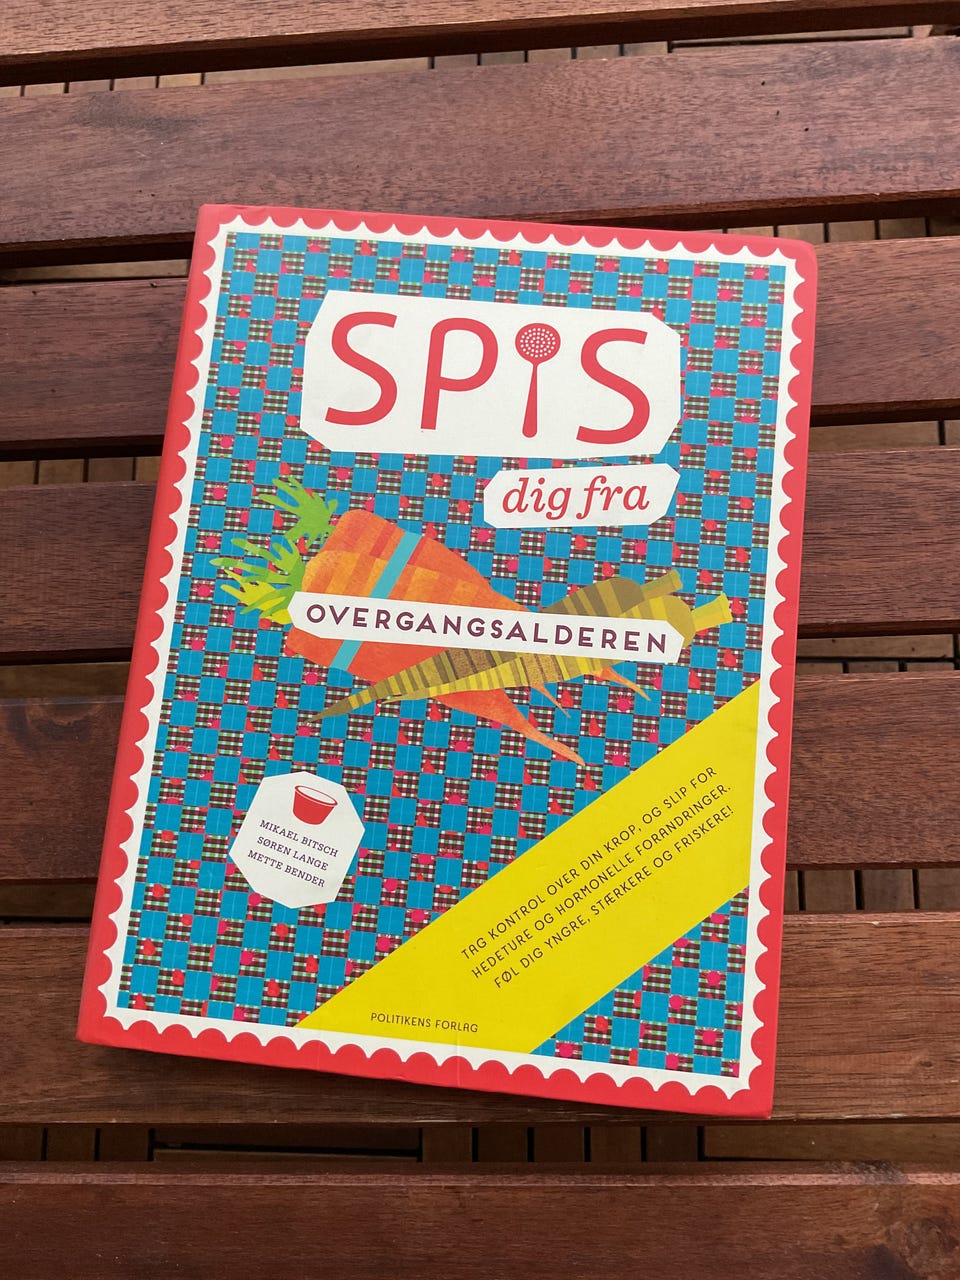 SPIS
dig fra
OVERGANGSALDEREN
MIKAEL BITSCH
SØREN LANGE
METTE BENDER
TAG KONTROL OVER DIN KROP, OG SLIP FOR
HEDETURE OG HORMONELLE FORANDRINGER.
FØL DIG YNGRE, STÆRKERE OG FRISKERE!
POLITIKENS FORLAG